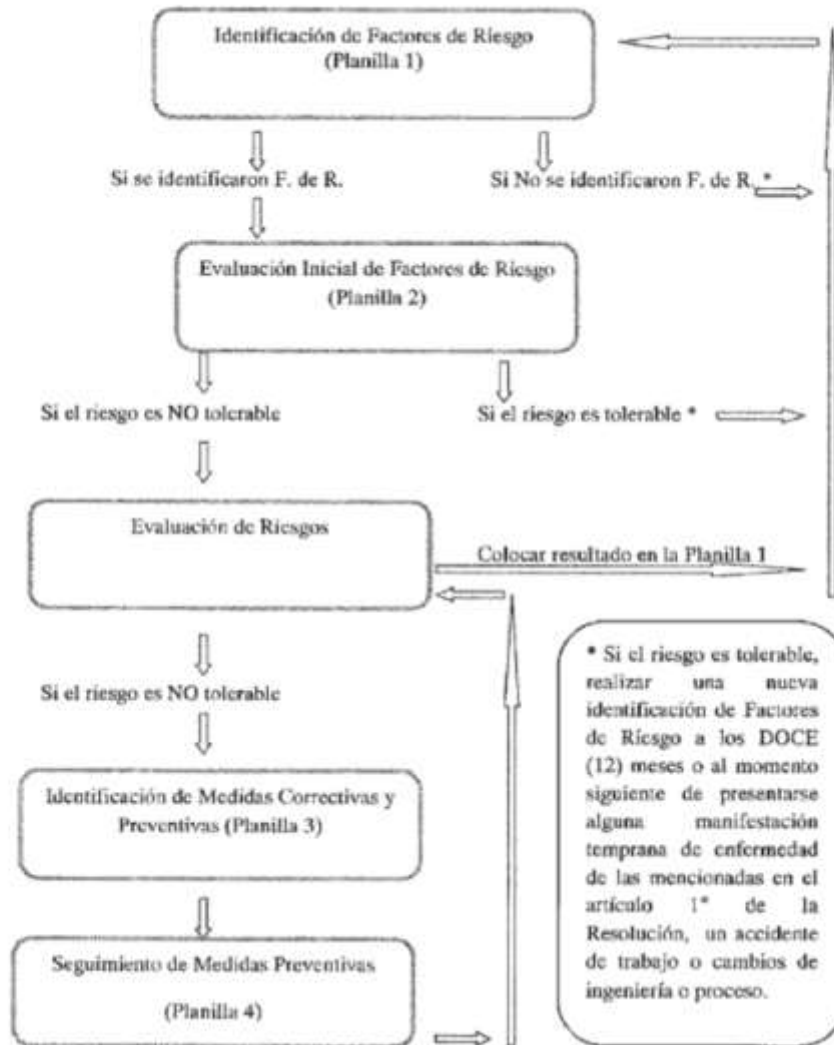 Identificación de Factores de Riesgo
(Planilla 1)
Si se identificaron F. de R.
Si No se identificaron F. de R. *
Evaluación Inicial de Factores de Riesgo
(Planilla 2)
Si el riesgo es NO tolerable
Si el riesgo es tolerable *
Evaluación de Riesgos
Colocar resultado en la Planilla 1
Si el riesgo es NO tolerable
Identificación de Medidas Correctivas y
Preventivas (Planilla 3)
Seguimiento de Medidas Preventivas
(Planilla 4)
* Si el riesgo es tolerable,
realizar una nueva
identificación de Factores
de Riesgo a los DOCE
(12) meses o al momento
siguiente de presentarse
alguna manifestación
temprana de enfermedad
de las mencionadas en el
artículo 1° de la
Resolución, un accidente
de trabajo o cambios de
ingeniería o proceso.